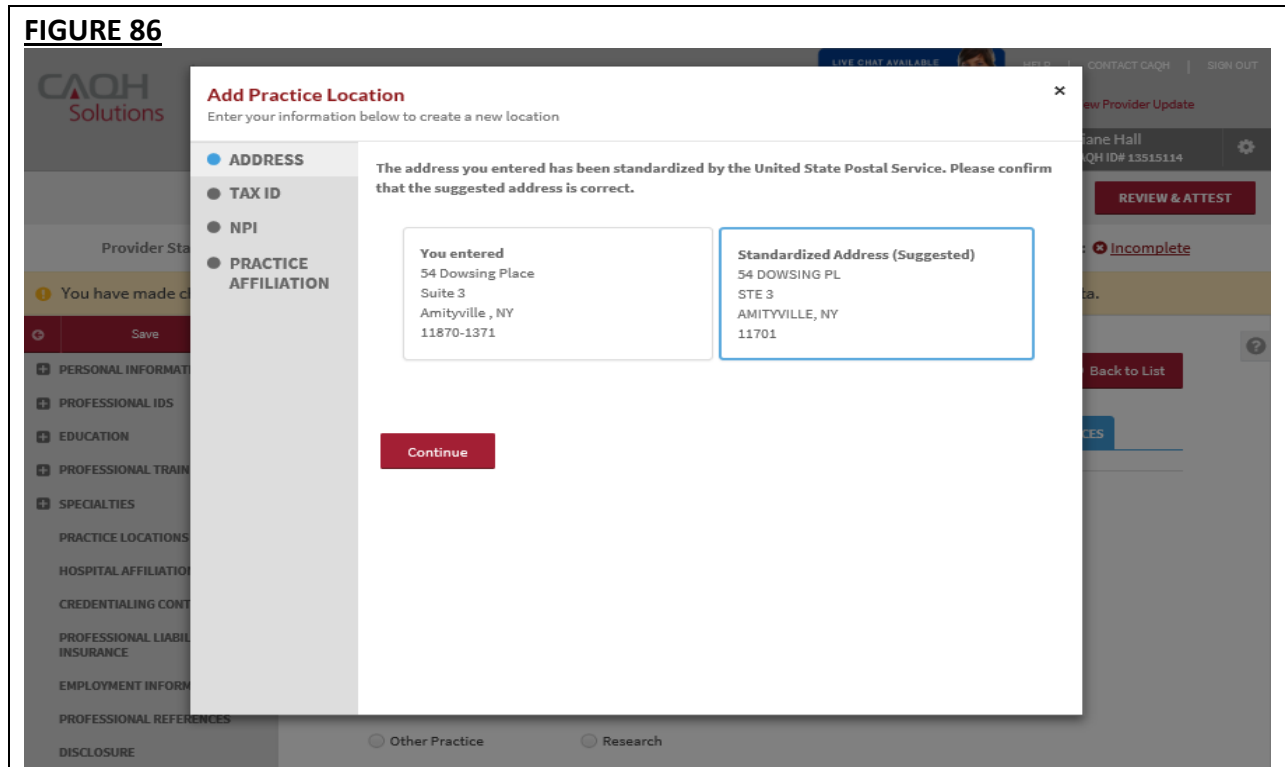 FIGURE 86
CAQH
Solutions
LIVE CHAT AVAILABLE
HELP | CONTACT CAQH | SIGN OUT
ew Provider Update
iane Hall
QH ID# 13515114
REVIEW & ATTEST
Provider Sta
: Incomplete
You have made c
ta.
Save
Back to List
PERSONAL INFORMAT
PROFESSIONAL IDS
EDUCATION
CES
PROFESSIONAL TRAIN
SPECIALTIES
PRACTICE LOCATIONS
HOSPITAL AFFILIATIO
CREDENTIALING CONT
PROFESSIONAL LIABIL
INSURANCE
EMPLOYMENT INFORM
PROFESSIONAL REFERENCES
DISCLOSURE
Add Practice Location
×
Enter your information below to create a new location
ADDRESS
TAX ID
NPI
PRACTICE
AFFILIATION
The address you entered has been standardized by the United State Postal Service. Please confirm
that the suggested address is correct.
You entered
54 Dowsing Place
Suite 3
Amityville , NY
11870-1371
Standardized Address (Suggested)
54 DOWSING PL
STE 3
AMITYVILLE, NY
11701
Continue
Other Practice
Research